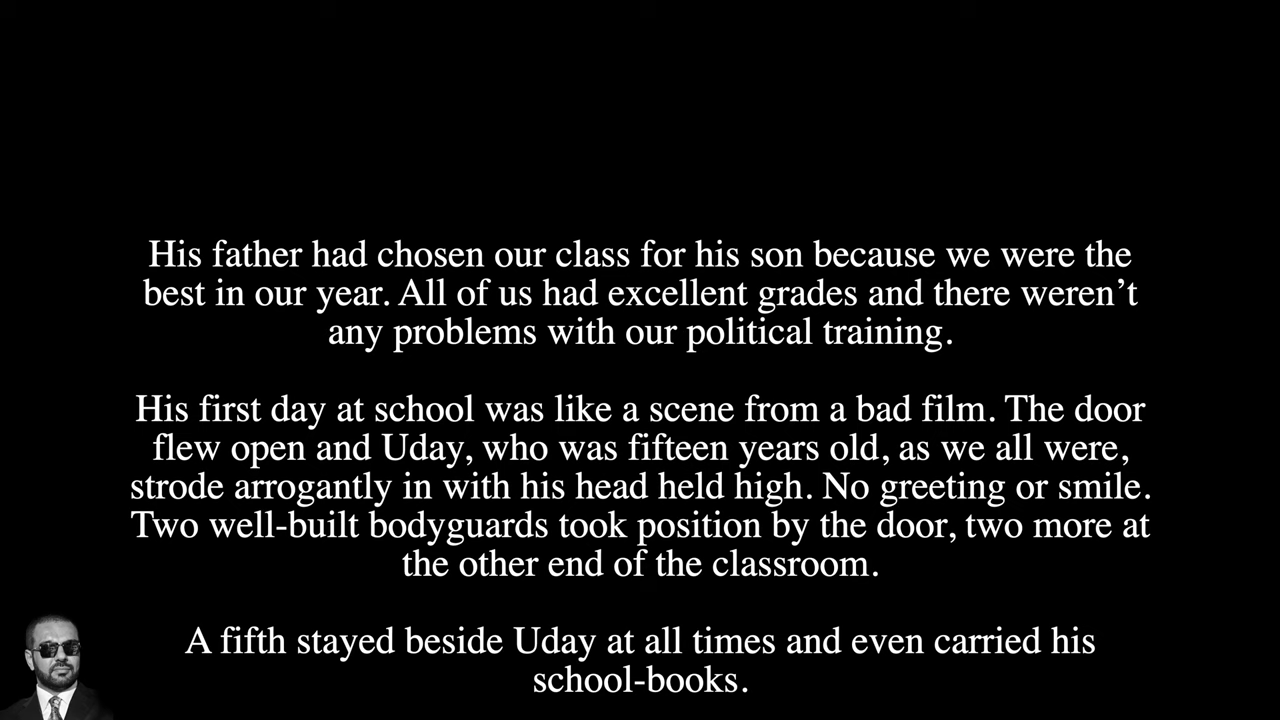 His father had chosen our class for his son because we were the
best in our year. All of us had excellent grades and there weren’t
any problems with our political training.
His first day at school was like a scene from a bad film. The door
flew open and Uday, who was fifteen years old, as we all were,
strode arrogantly in with his head held high. No greeting or smile.
Two well-built bodyguards took position by the door, two more at
the other end of the classroom.
A fifth stayed beside Uday at all times and even carried his
school-books.